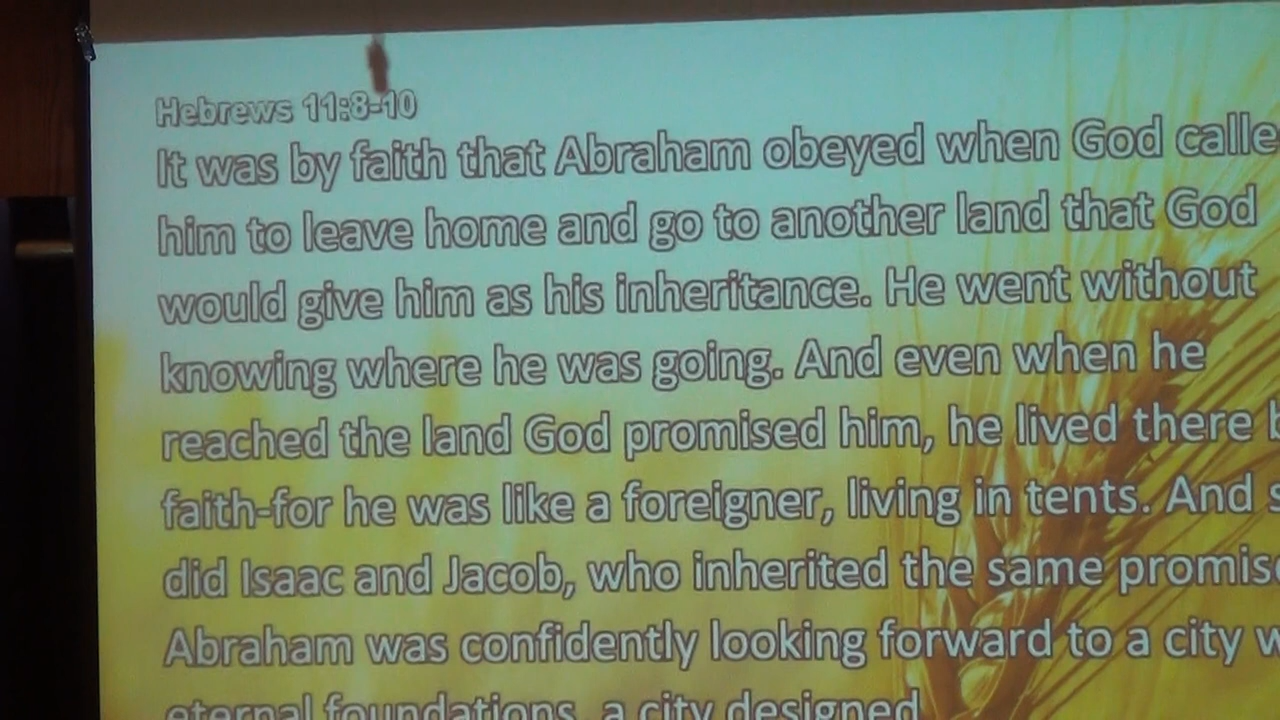 Hebrews 11:8-10
It was by faith that Abraham obeyed when God calle
him to leave home and go to another land that God
would give him as his inheritance. He went without
knowing where he was going. And even when he
reached the land God promised him, he lived there
faith-for he was like a foreigner, living in tents. And s
did Isaac and Jacob, who inherited the same promise
Abraham was confidently looking forward to a city w
eternal foundations, a city designed